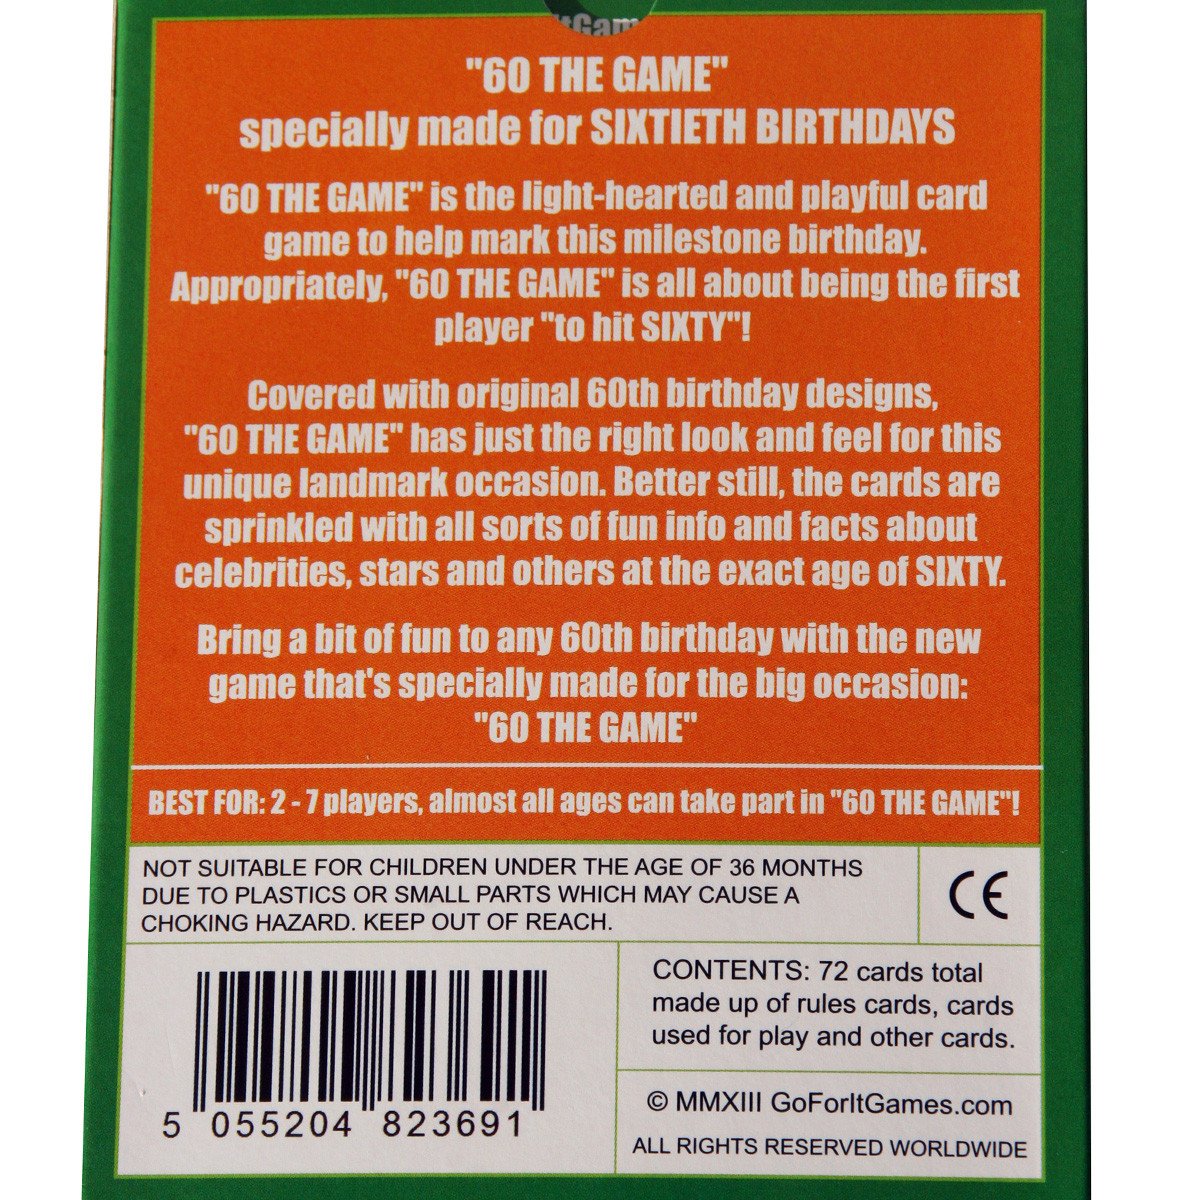 ItGam
"60 THE GAME"
specially made for SIXTIETH BIRTHDAYS
"60 THE GAME" is the light-hearted and playful card
game to help mark this milestone birthday.
Appropriately, "60 THE GAME" is all about being the first
player "to hit SIXTY"!
Covered with original 60th birthday designs,
"60 THE GAME" has just the right look and feel for this
unique landmark occasion. Better still, the cards are
sprinkled with all sorts of fun info and facts about
celebrities, stars and others at the exact age of SIXTY.
Bring a bit of fun to any 60th birthday with the new
game that's specially made for the big occasion:
"60 THE GAME"
BEST FOR: 2 - 7 players, almost all ages can take part in "60 THE GAME"!
NOT SUITABLE FOR CHILDREN UNDER THE AGE OF 36 MONTHS
DUE TO PLASTICS OR SMALL PARTS WHICH MAY CAUSE A
CHOKING HAZARD. KEEP OUT OF REACH.
CE
CONTENTS: 72 cards total
made up of rules cards, cards
used for play and other cards.
5 055204 823691
© MMXIII GoForItGames.com
ALL RIGHTS RESERVED WORLDWIDE